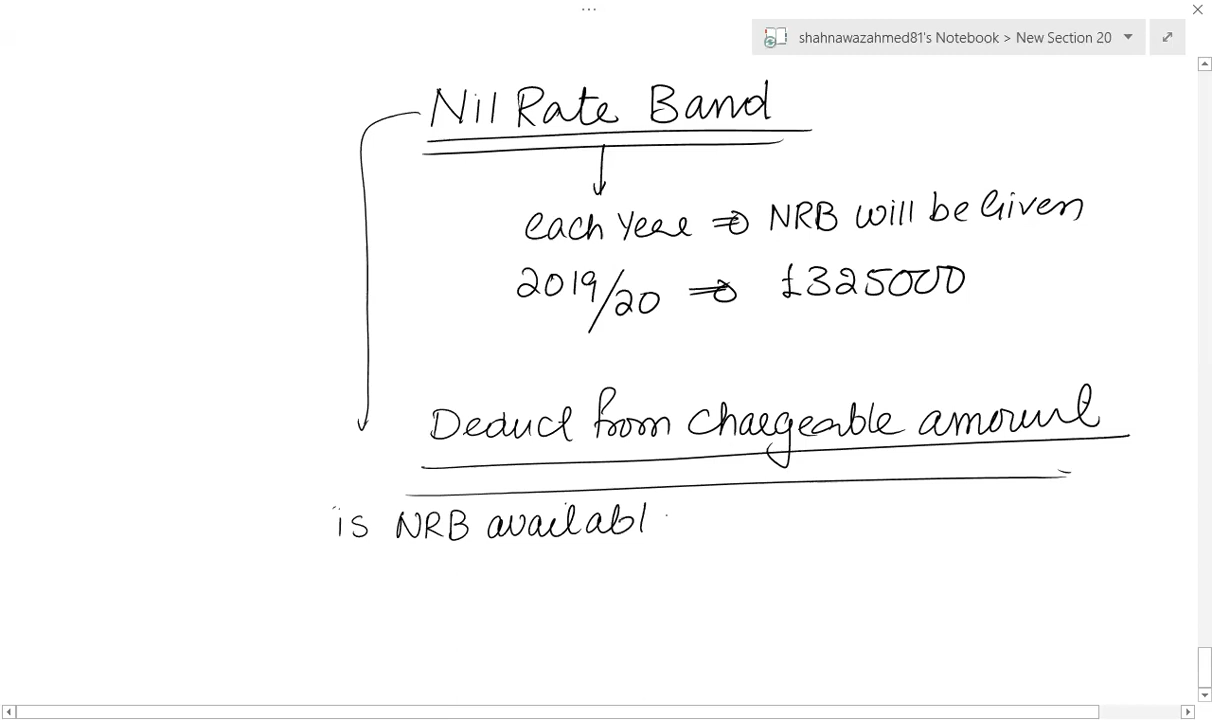 ...
shahnawazahmed81's Notebook > New Section 20
Nil Rate Band
each year ⇒ NRB will be Given
2019/20 ⇒ £325000
Deduct from chargeable amount
is NRB availabl